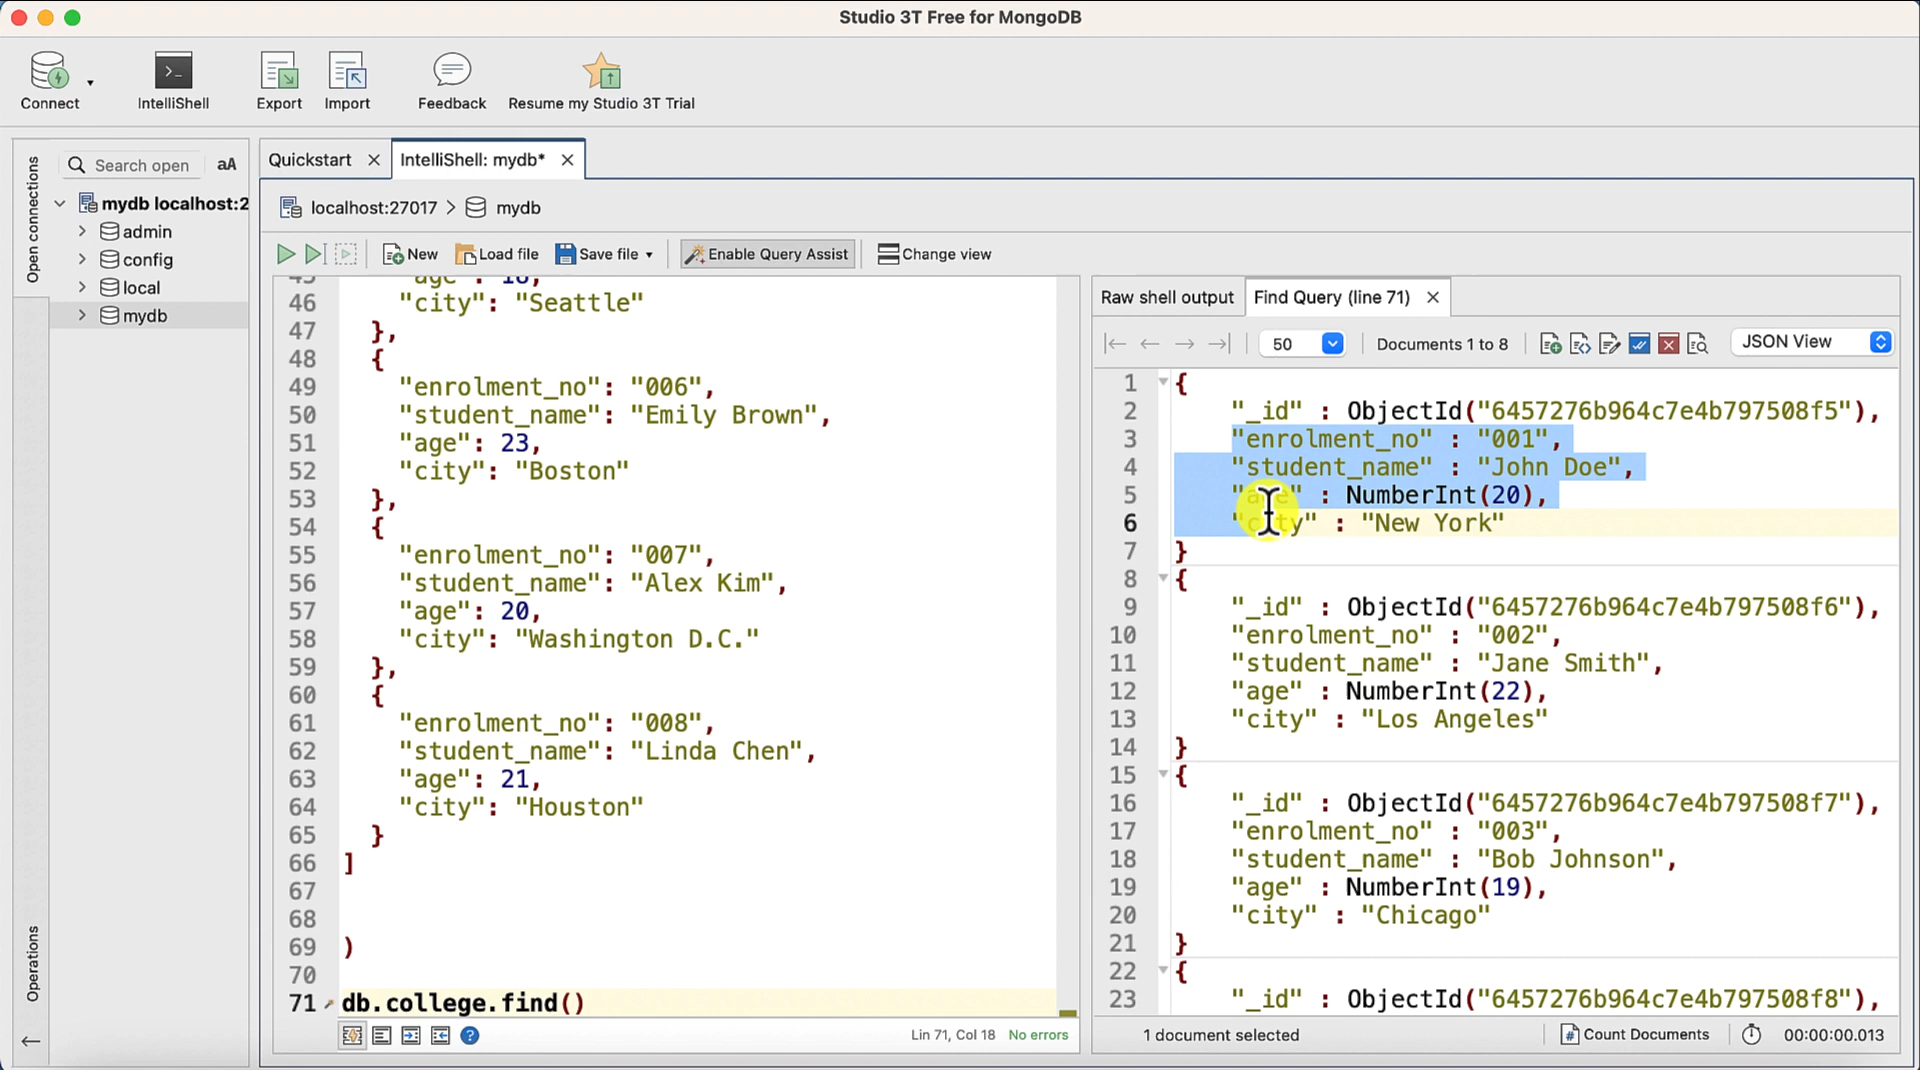 Studio 3T Free for MongoDB
Connect
IntelliShell
Export
Import
Feedback
Resume my Studio 3T Trial
Open connections
Operations
Search open
aA
mydb localhost:2
admin
config
local
mydb
Quickstart
IntelliShell: mydb*
localhost:27017 > mydb
New
Load file
Save file
Enable Query Assist
Change view
45 "age": 18,
46 "city": "Seattle"
47 },
48 {
49 "enrolment_no": "006",
50 "student_name": "Emily Brown",
51 "age": 23,
52 "city": "Boston"
53 },
54 {
55 "enrolment_no": "007",
56 "student_name": "Alex Kim",
57 "age": 20,
58 "city": "Washington D.C."
59 },
60 {
61 "enrolment_no": "008",
62 "student_name": "Linda Chen",
63 "age": 21,
64 "city": "Houston"
65 }
66 ]
67
68
69 )
70
71 db.college.find()
Lin 71, Col 18 No errors
Raw shell output
Find Query (line 71)
50
Documents 1 to 8
JSON View
1 {
2 "_id" : ObjectId("6457276b964c7e4b797508f5"),
3 "enrolment_no" : "001",
4 "student_name" : "John Doe",
5 "age" : NumberInt(20),
6 "city" : "New York"
7 }
8 {
9 "_id" : ObjectId("6457276b964c7e4b797508f6"),
10 "enrolment_no" : "002",
11 "student_name" : "Jane Smith",
12 "age" : NumberInt(22),
13 "city" : "Los Angeles"
14 }
15 {
16 "_id" : ObjectId("6457276b964c7e4b797508f7"),
17 "enrolment_no" : "003",
18 "student_name" : "Bob Johnson",
19 "age" : NumberInt(19),
20 "city" : "Chicago"
21 }
22 {
23 "_id" : ObjectId("6457276b964c7e4b797508f8"),
1 document selected
Count Documents
00:00:00.013